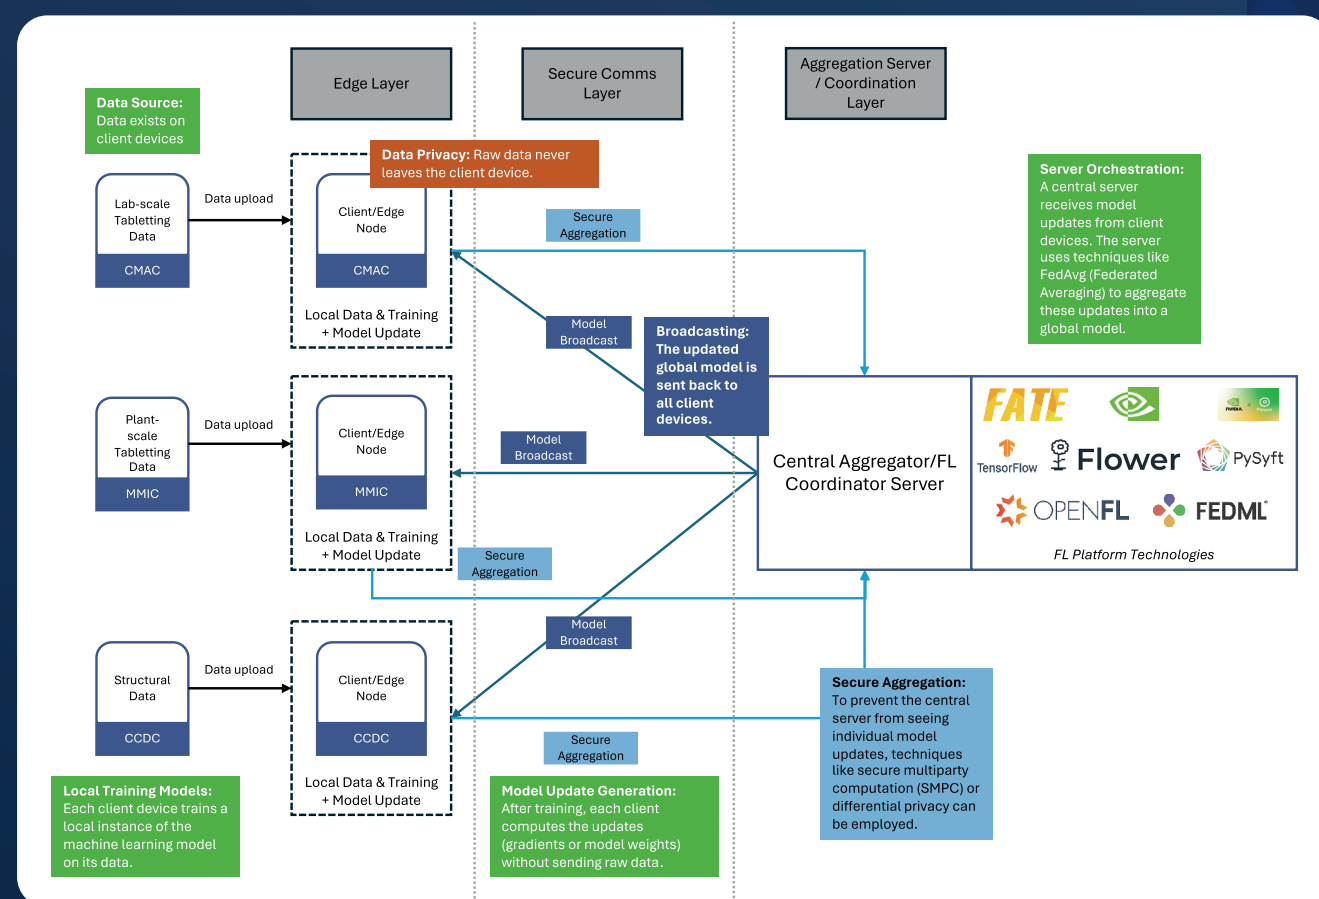 Edge Layer
Secure Comms
Layer
Aggregation Server
/ Coordination
Layer
Data Source:
Data exists on
client devices
Data Privacy: Raw data never
leaves the client device.
Server Orchestration:
A central server
receives model
updates from client
devices. The server
uses techniques like
FedAvg (Federated
Averaging) to aggregate
these updates into a
global model.
Lab-scale
Tabletting
Data
CMAC
Data upload
Client/Edge
Node
CMAC
Local Data & Training
+ Model Update
Secure
Aggregation
Model
Broadcast
Broadcasting:
The updated
global model is
sent back to
all client
devices.
Plant-
scale
Tabletting
Data
MMIC
Data upload
Client/Edge
Node
MMIC
Local Data & Training
+ Model Update
Model
Broadcast
Secure
Aggregation
Central Aggregator/FL
Coordinator Server
FATE
NVIDIA
Flower
TensorFlow
Flower
PySyft
OPENFL
FEDML
FL Platform Technologies
Structural
Data
CCDC
Data upload
Client/Edge
Node
CCDC
Local Data & Training
+ Model Update
Model
Broadcast
Secure
Aggregation
Secure Aggregation:
To prevent the central
server from seeing
individual model
updates, techniques
like secure multiparty
computation (SMPC) or
differential privacy can
be employed.
Local Training Models:
Each client device trains a
local instance of the
machine learning model
on its data.
Model Update Generation:
After training, each client
computes the updates
(gradients or model weights)
without sending raw data.